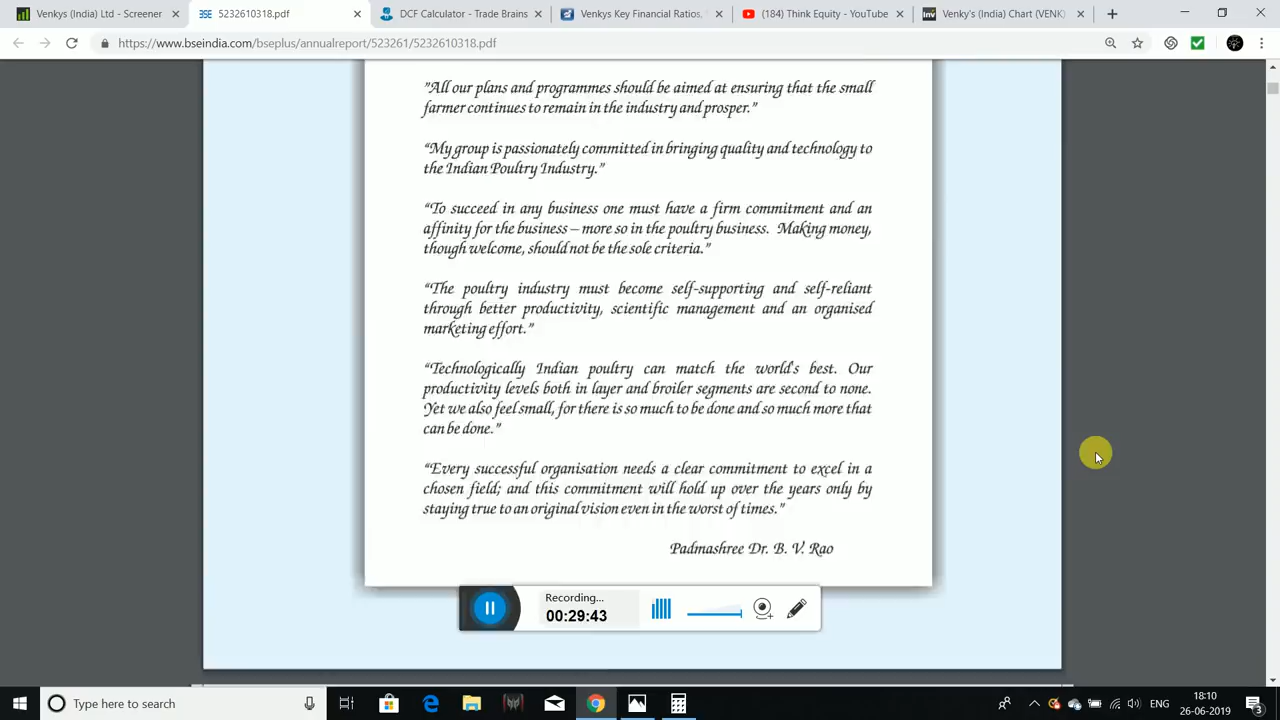 Venkys (India) Ltd - Screener
5232610318.pdf
DCF Calculator - Trade Brains
Venkys Key Financial Ratios,
(184) Think Equity - YouTube
Venky's (India) Chart (VENK)
https://www.bseindia.com/bseplus/annualreport/523261/5232610318.pdf
"All our plans and programmes should be aimed at ensuring that the small
farmer continues to remain in the industry and prosper."
“My group is passionately committed in bringing quality and technology to
the Indian Poultry Industry.”
“To succeed in any business one must have a firm commitment and an
affinity for the business – more so in the poultry business. Making money,
though welcome, should not be the sole criteria.”
“The poultry industry must become self-supporting and self-reliant
through better productivity, scientific management and an organised
marketing effort.”
“Technologically Indian poultry can match the world's best. Our
productivity levels both in layer and broiler segments are second to none.
Yet we also feel small, for there is so much to be done and so much more that
can be done.”
“Every successful organisation needs a clear commitment to excel in a
chosen field; and this commitment will hold up over the years only by
staying true to an original vision even in the worst of times.”
Padmashree Dr. B. V. Rao
Recording...
00:29:43
Type here to search
ENG
18:10
26-06-2019
3